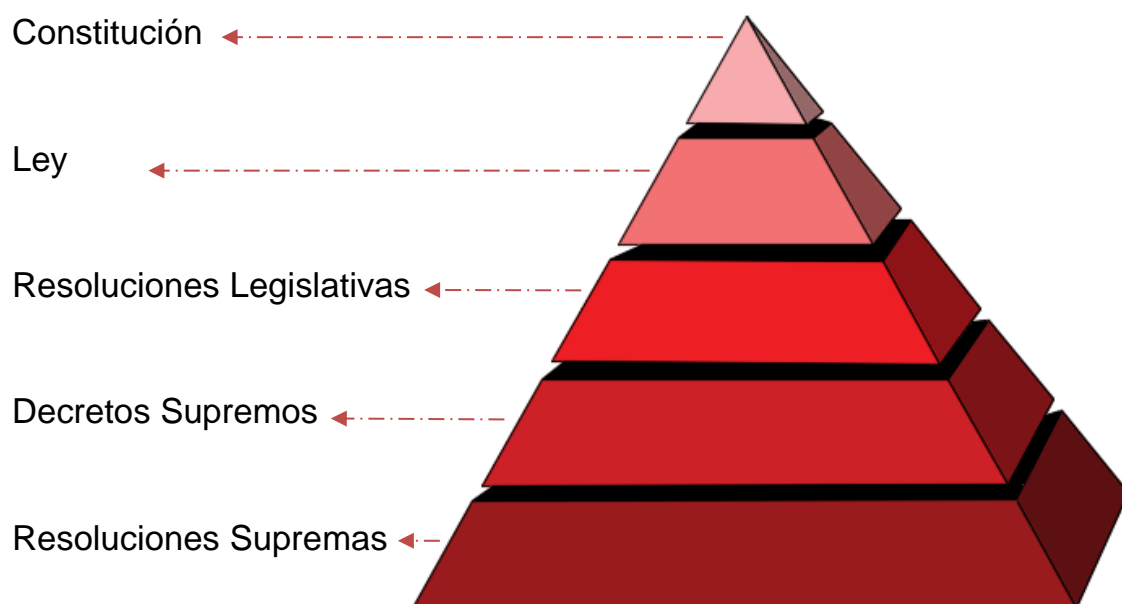 Constitución
Ley
Resoluciones Legislativas
Decretos Supremos
Resoluciones Supremas